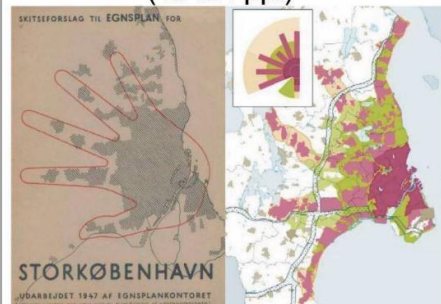 SKITSEFORSLAG TIL EGNSPLAN FOR
STORKØBENHAVN
UDARBEJDET 1947 AF EGNSPLANKONTORET